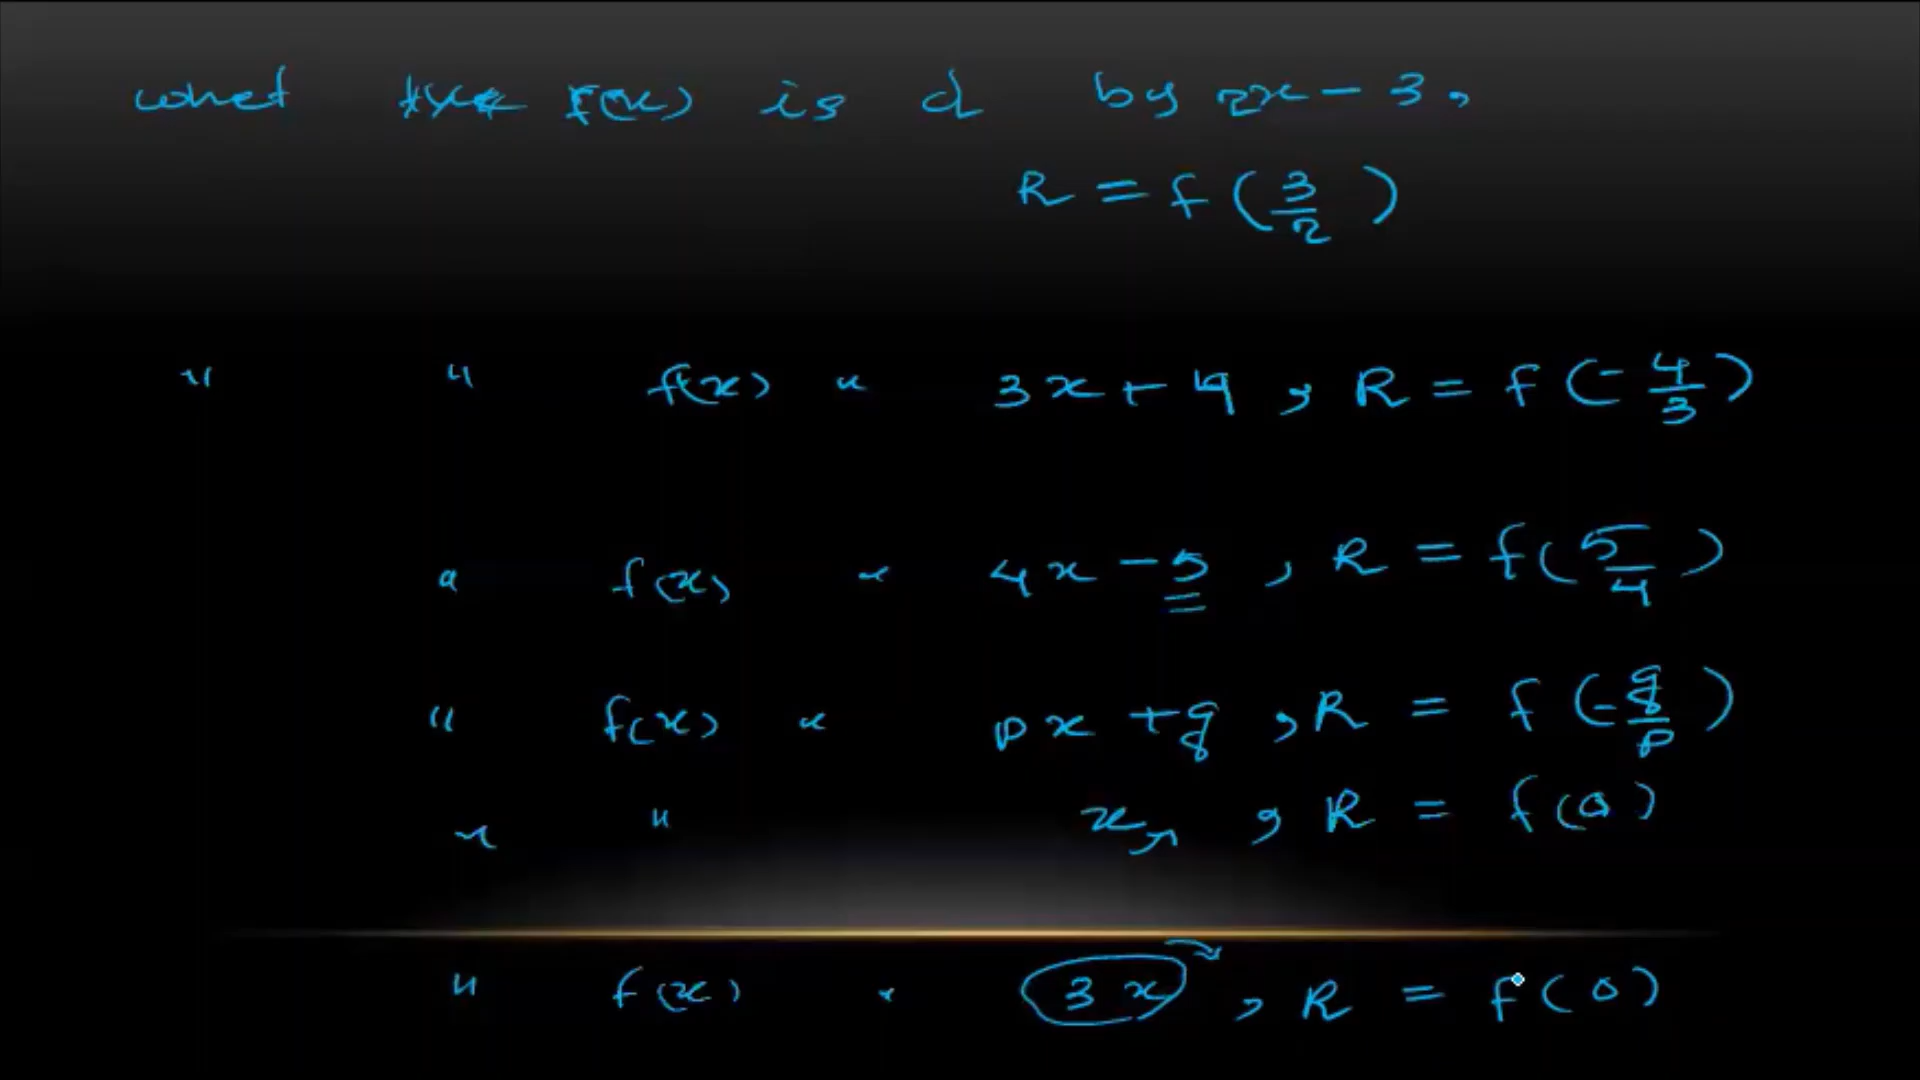 when f(x) is d by 2x - 3,
R = f(3/2)
" " f(x) " 3x + 4, R = f(-4/3)
" f(x) " 4x - 5, R = f(5/4)
" f(x) " px + q, R = f(-q/p)
" " x, R = f(0)
" f(x) " 3x, R = f(0)